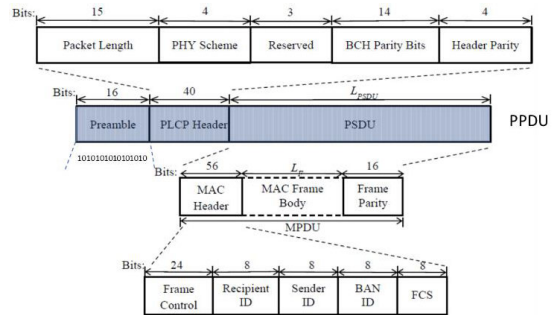 15 4 3 14 4
Bits:
Packet Length PHY Scheme Reserved BCH Parity Bits Header Parity
Bits: 16 40 L_PSDU
Preamble PLCP Header PSDU PPDU
1010101010101010
Bits: 56 L_F 16
MAC Header MAC Frame Body Frame Parity
MPDU
Bits: 24 8 8 8 8
Frame Control Recipient ID Sender ID BAN ID FCS